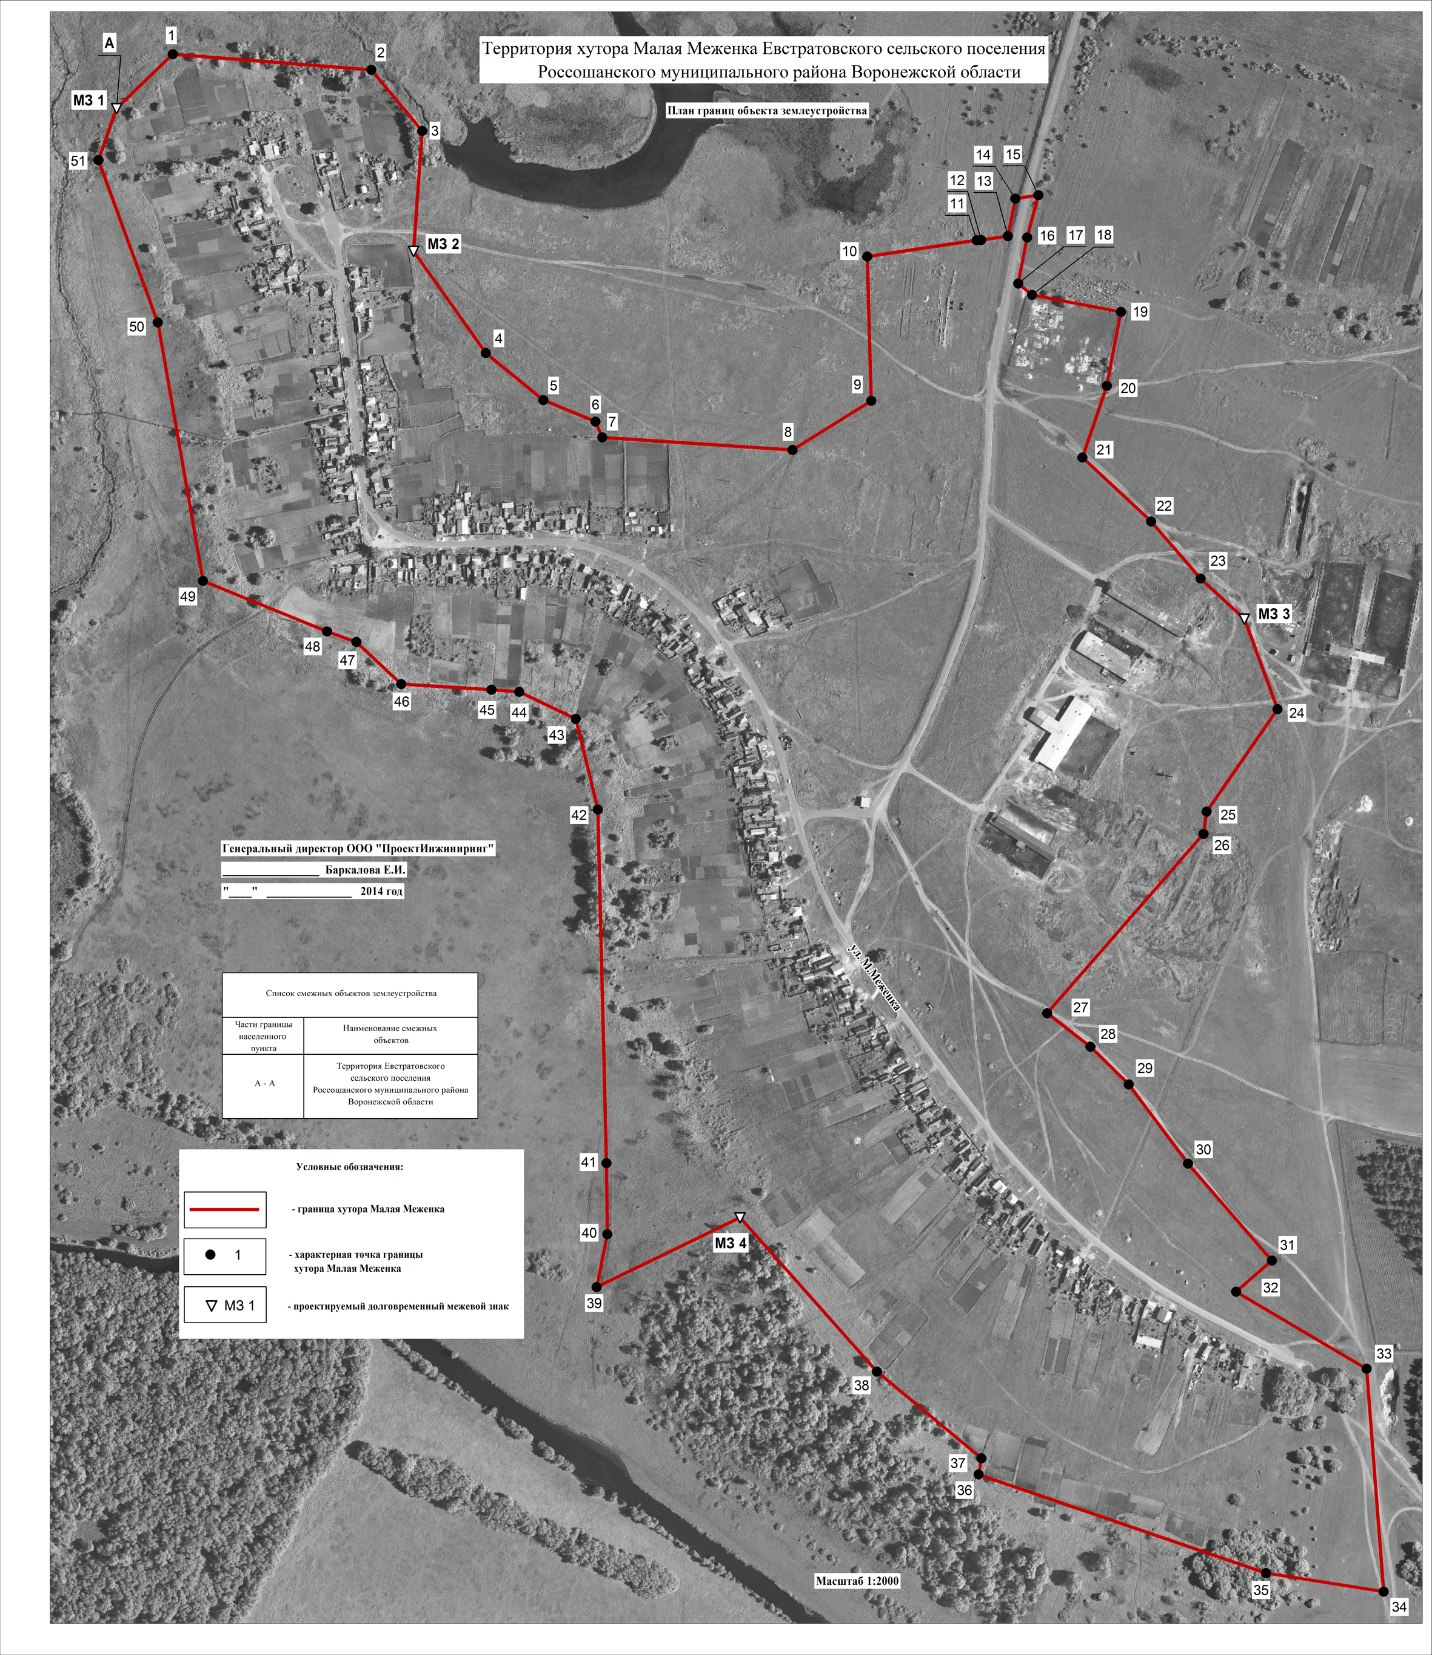 Территория хутора Малая Меженка Евстратовского сельского поселения
Россошанского муниципального района Воронежской области
План границ объекта землеустройства
А
1
2
МЗ 1
3
51
14
15
12
13
11
МЗ 2
10
16
17
18
50
19
4
20
5
9
6
7
8
21
22
23
49
МЗ 3
48
47
46
45
44
24
43
42
25
26
Генеральный директор ООО "ПроектИнжиниринг"
________________ Баркалова Е.И.
"____" ______________ 2014 год
ул. М.Меженка
Список смежных объектов землеустройства
Части границы
населенного
пункта
Наименование смежных
объектов
А - А
Территория Евстратовского
сельского поселения
Россошанского муниципального района
Воронежской области
27
28
29
30
41
Условные обозначения:
- граница хутора Малая Меженка
1
- характерная точка границы
хутора Малая Меженка
МЗ 1
- проектируемый долговременный межевой знак
40
МЗ 4
39
31
32
33
38
37
36
35
34
Масштаб 1:2000